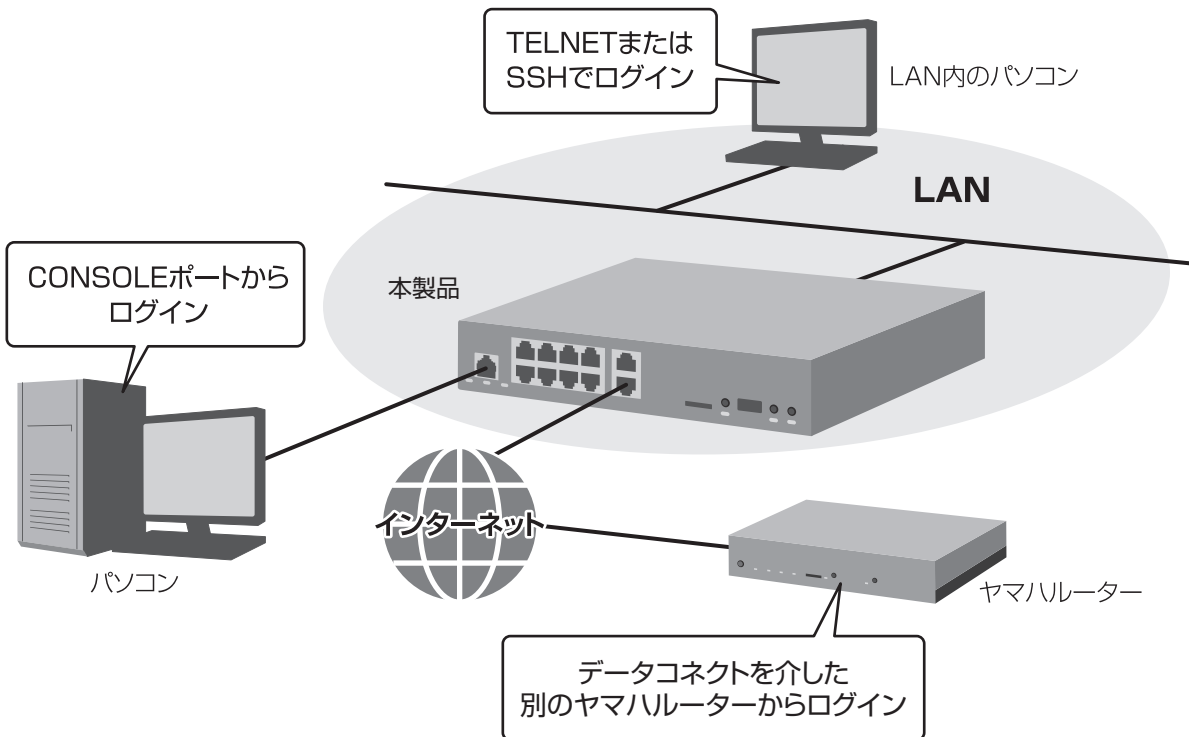 TELNETまたは
SSHでログイン
LAN内のパソコン
LAN
CONSOLEポートから
ログイン
本製品
インターネット
パソコン
ヤマハルーター
データコネクトを介した
別のヤマハルーターからログイン